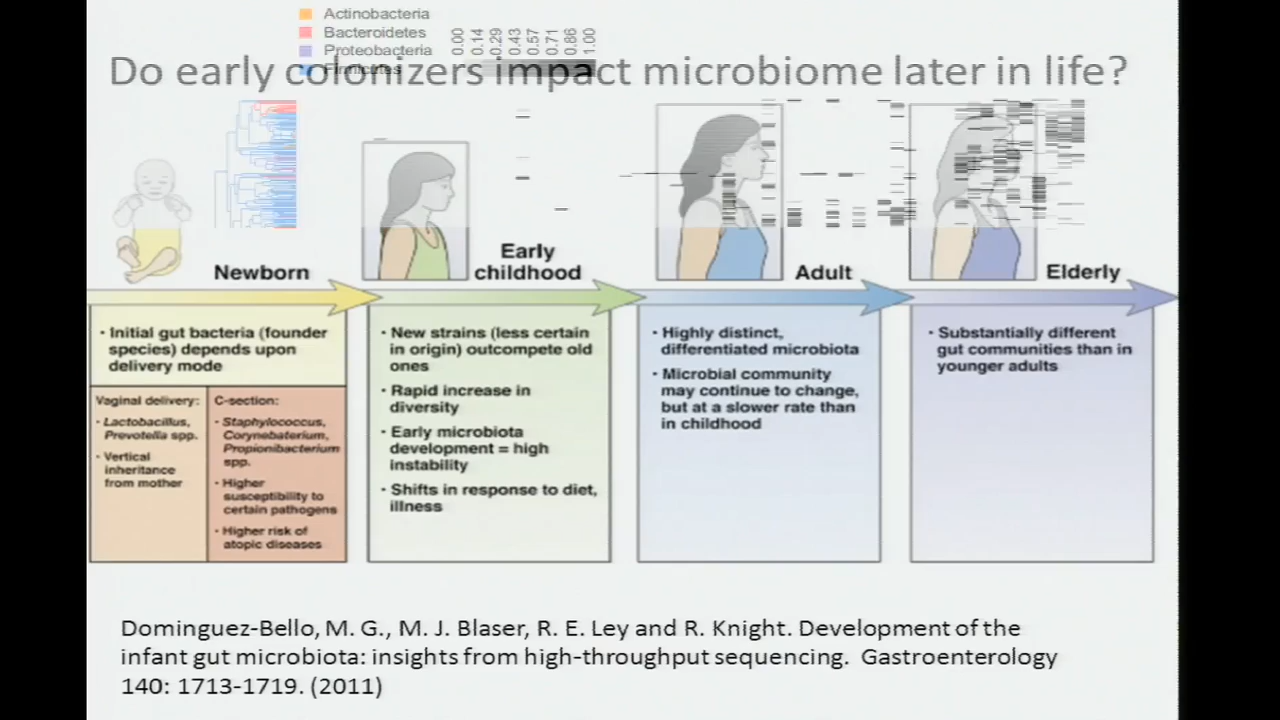 Actinobacteria
Bacteroidetes
Proteobacteria
Firmicutes
0.00
0.14
0.29
0.43
0.57
0.71
0.86
1.00
Do early colonizers impact microbiome later in life?
Newborn
Early
childhood
Adult
Elderly
• Initial gut bacteria (founder
species) depends upon
delivery mode
Vaginal delivery:
• Lactobacillus,
Prevotella spp.
• Vertical
inheritance
from mother
C-section:
• Staphylococcus,
Corynebaterium,
Propionibacterium
spp.
• Higher
susceptibility to
certain pathogens
• Higher risk of
atopic diseases
• New strains (less certain
in origin) outcompete old
ones
• Rapid increase in
diversity
• Early microbiota
development = high
instability
• Shifts in response to diet,
illness
• Highly distinct,
differentiated microbiota
• Microbial community
may continue to change,
but at a slower rate than
in childhood
• Substantially different
gut communities than in
younger adults
Dominguez-Bello, M. G., M. J. Blaser, R. E. Ley and R. Knight. Development of the
infant gut microbiota: insights from high-throughput sequencing. Gastroenterology
140: 1713-1719. (2011)